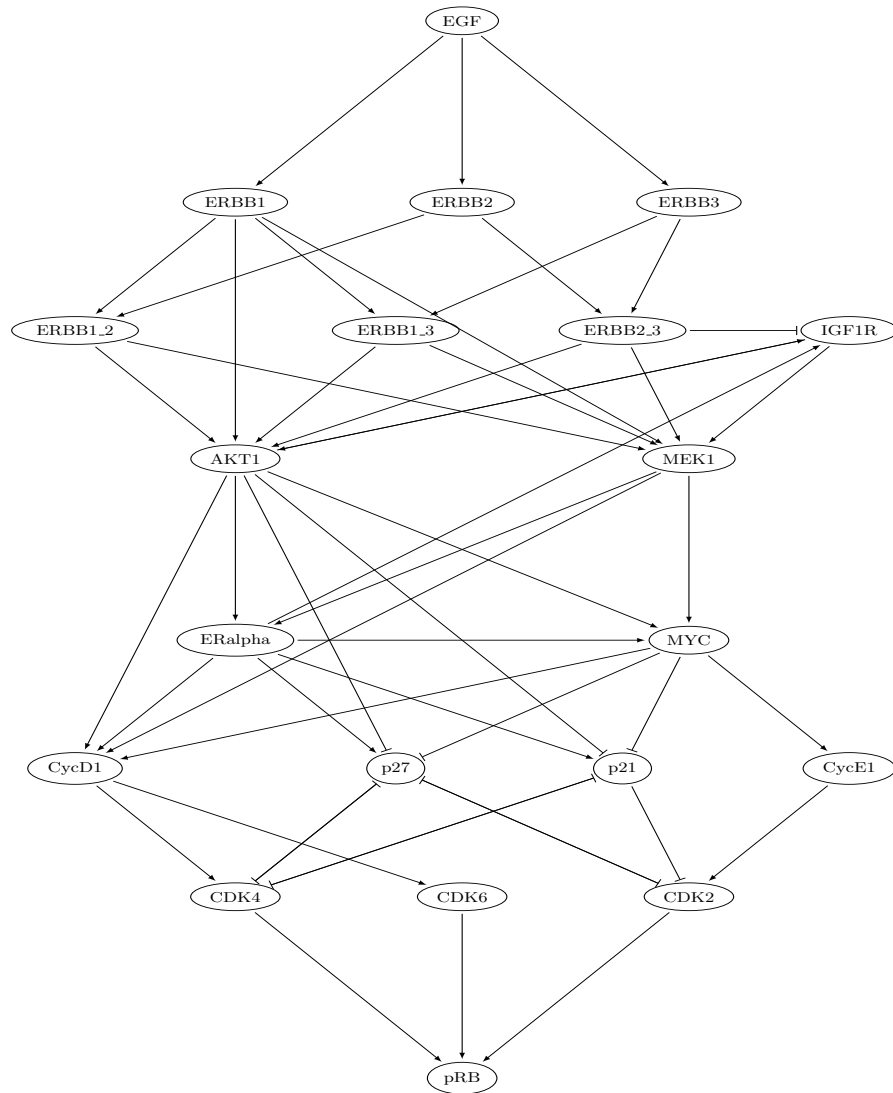 EGF
ERBB1
ERBB2
ERBB3
ERBB1_2
ERBB1_3
ERBB2_3
IGF1R
AKT1
MEK1
ERalpha
MYC
CycD1
p27
p21
CycE1
CDK4
CDK6
CDK2
pRB